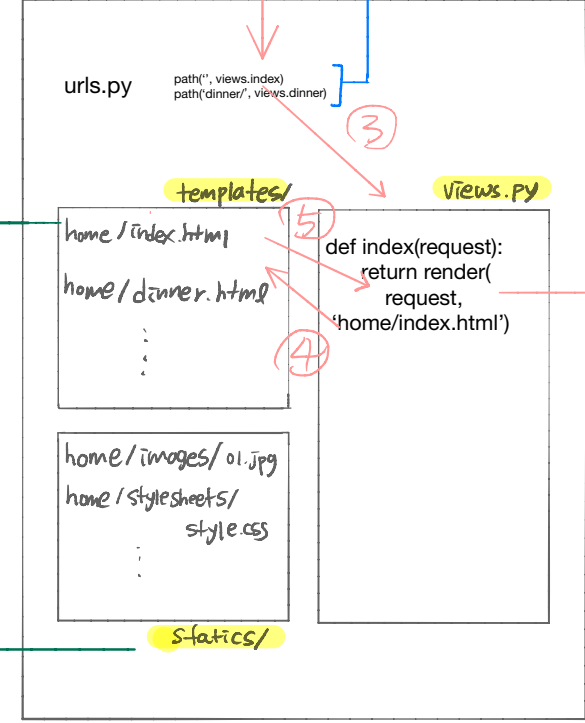 urls.py
path('', views.index)
path('dinner/', views.dinner)
③
templates/
views.py
⑤
home/index.html
home/dinner.html
def index(request):
return render(
request,
'home/index.html')
④
home/images/01.jpg
home/stylesheets/
style.css
statics/